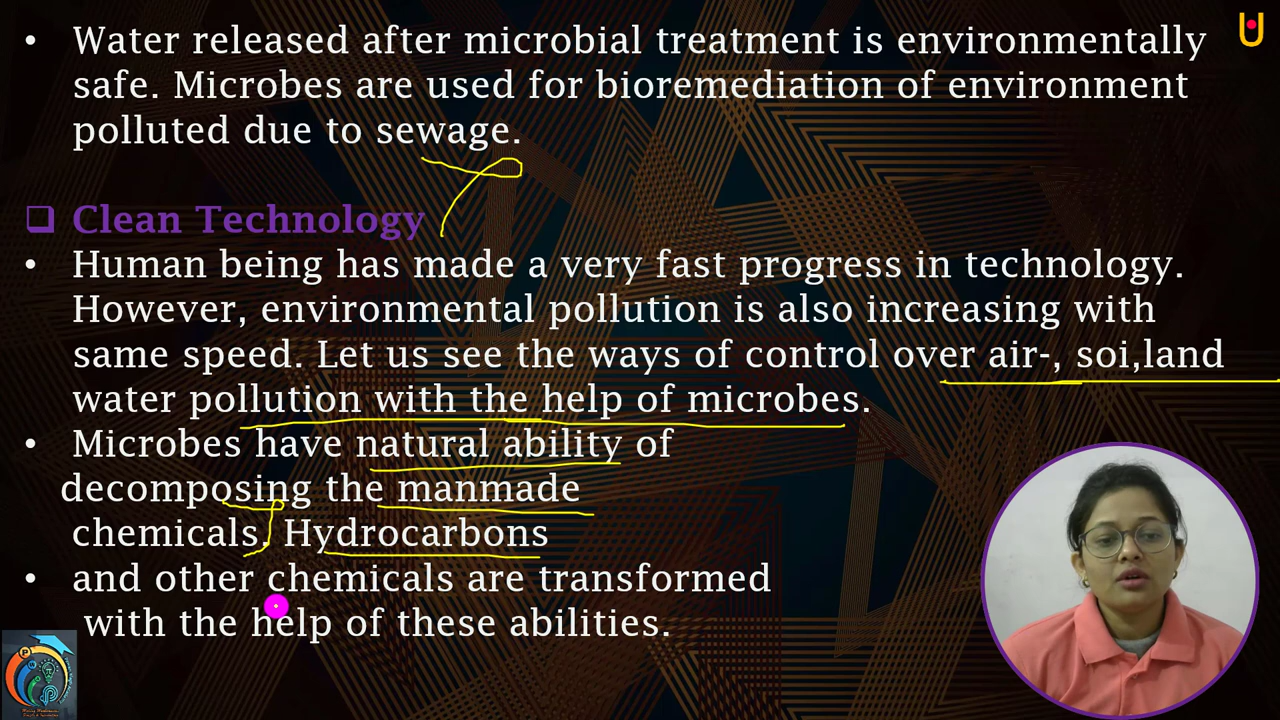 • Water released after microbial treatment is environmentally
safe. Microbes are used for bioremediation of environment
polluted due to sewage.
❑ Clean Technology
• Human being has made a very fast progress in technology.
However, environmental pollution is also increasing with
same speed. Let us see the ways of control over air-, soi,land
water pollution with the help of microbes.
• Microbes have natural ability of
decomposing the manmade
chemicals. Hydrocarbons
• and other chemicals are transformed
with the help of these abilities.